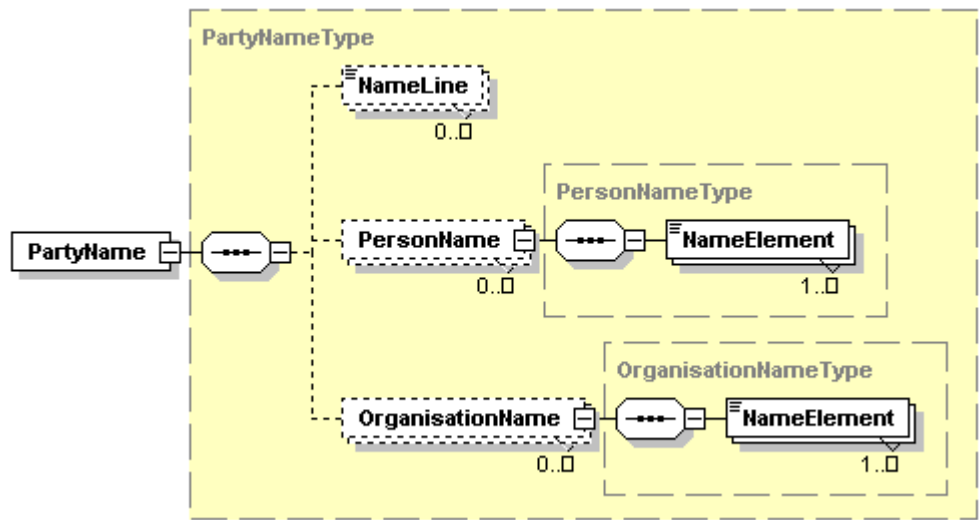 PartyNameType
NameLine
0..□
PersonNameType
PartyName
PersonName
NameElement
0..□
1..□
OrganisationNameType
OrganisationName
NameElement
0..□
1..□